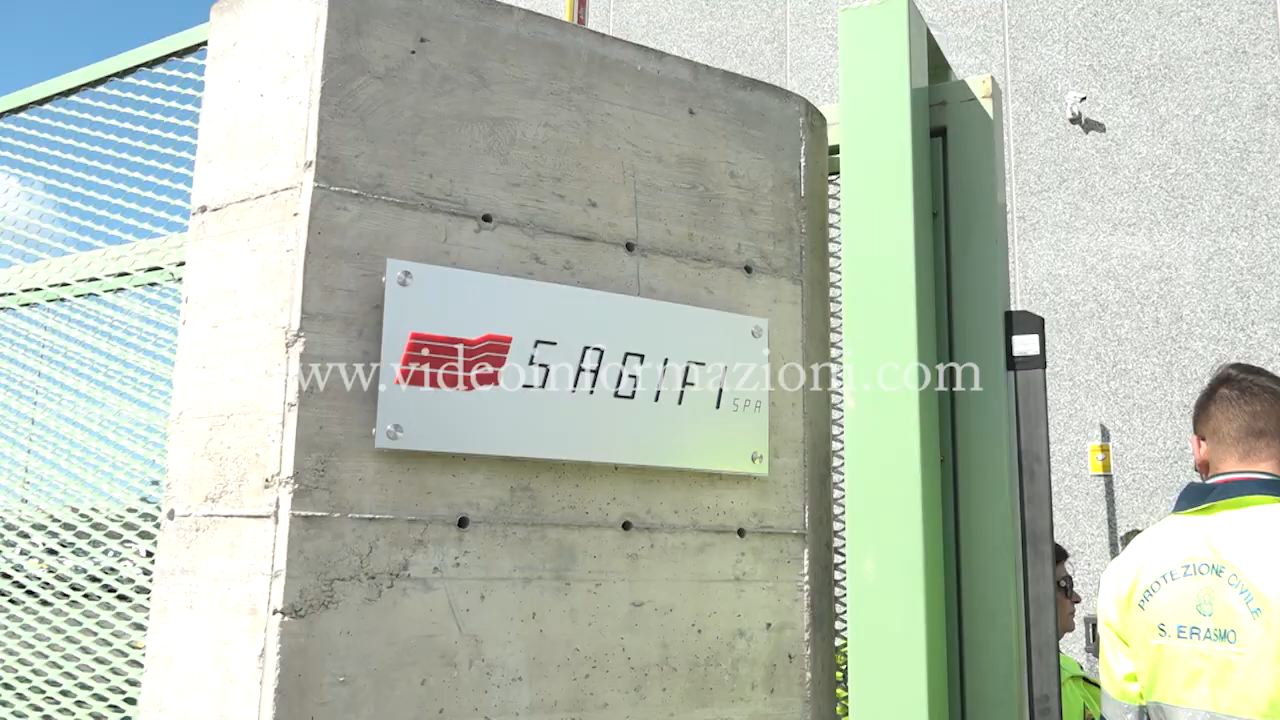 SAGIFI
SPA
www.videoinformazioni.com
PROTEZIONE CIVILE
S. ERASMO